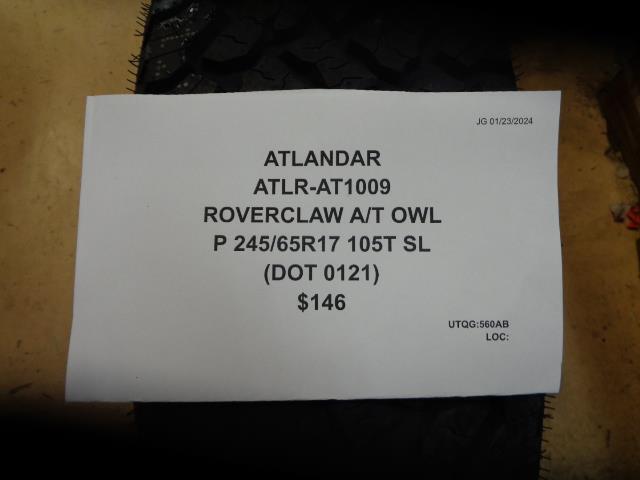 JG 01/23/2024
ATLANDAR
ATLR-AT1009
ROVERCLAW A/T OWL
P 245/65R17 105T SL
(DOT 0121)
$146
UTQG:560AB
LOC: